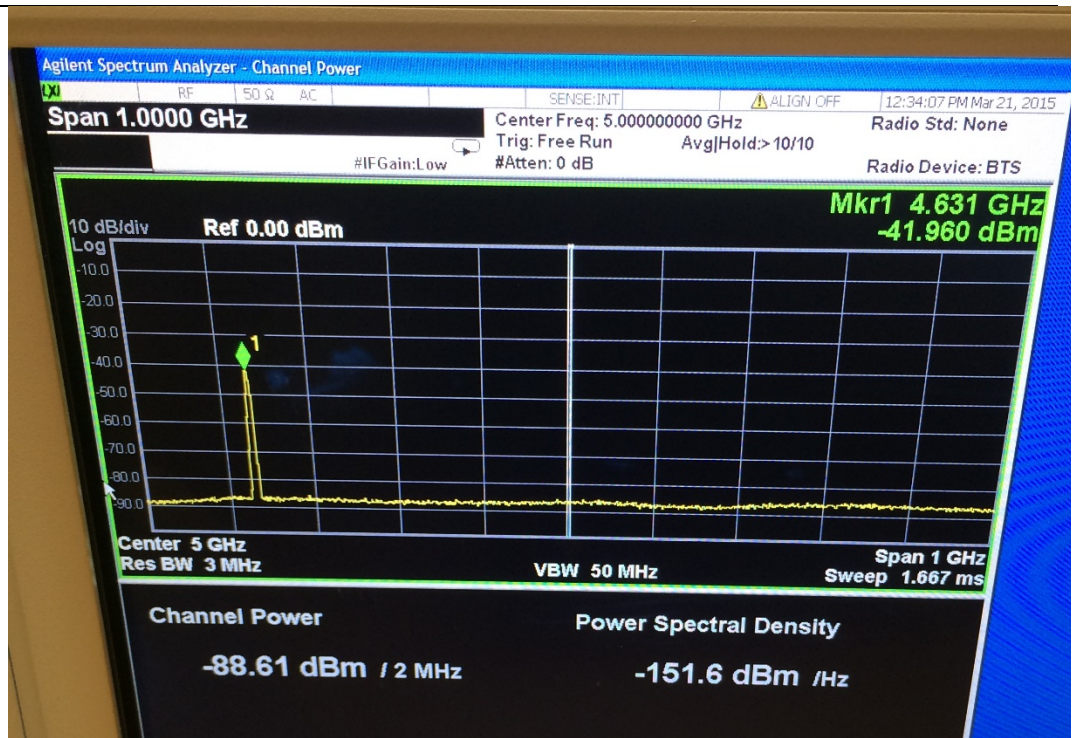 Agilent Spectrum Analyzer - Channel Power
LXI RF 50 Ω AC SENSE:INT ALIGN OFF 12:34:07 PM Mar 21, 2015
Span 1.0000 GHz Center Freq: 5.000000000 GHz Radio Std: None
Trig: Free Run Avg|Hold:>10/10
#IFGain:Low #Atten: 0 dB Radio Device: BTS
Mkr1 4.631 GHz
10 dB/div Ref 0.00 dBm -41.960 dBm
Log
-10.0
-20.0
-30.0
1
-40.0
-50.0
-60.0
-70.0
-80.0
-90.0
Center 5 GHz Span 1 GHz
Res BW 3 MHz VBW 50 MHz Sweep 1.667 ms
Channel Power Power Spectral Density
-88.61 dBm / 2 MHz -151.6 dBm /Hz